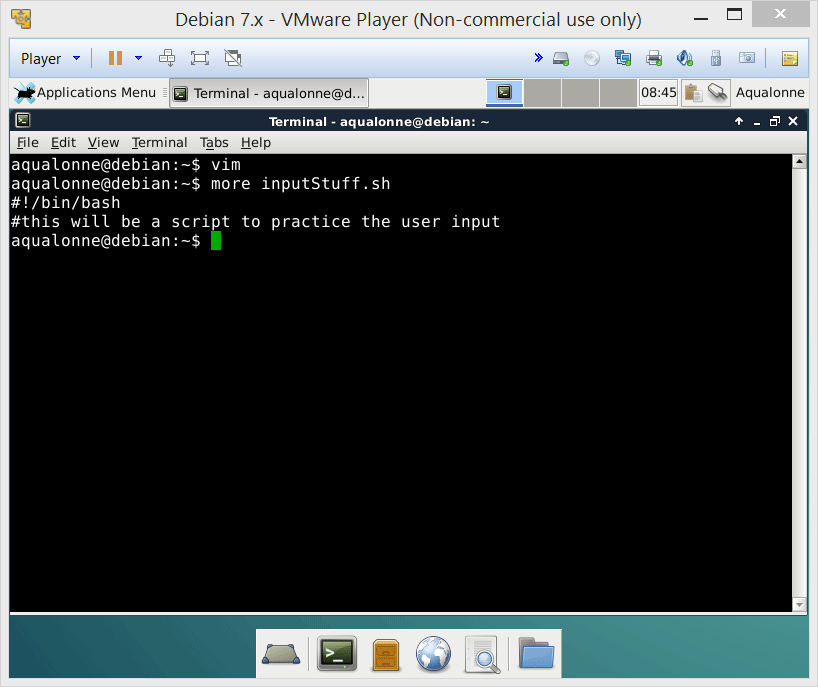 Debian 7.x - VMware Player (Non-commercial use only)
Player
Applications Menu
Terminal - aqualonne@d...
08:45
Aqualonne
Terminal - aqualonne@debian: ~
File Edit View Terminal Tabs Help
aqualonne@debian:~$ vim
aqualonne@debian:~$ more inputStuff.sh
#!/bin/bash
#this will be a script to practice the user input
aqualonne@debian:~$